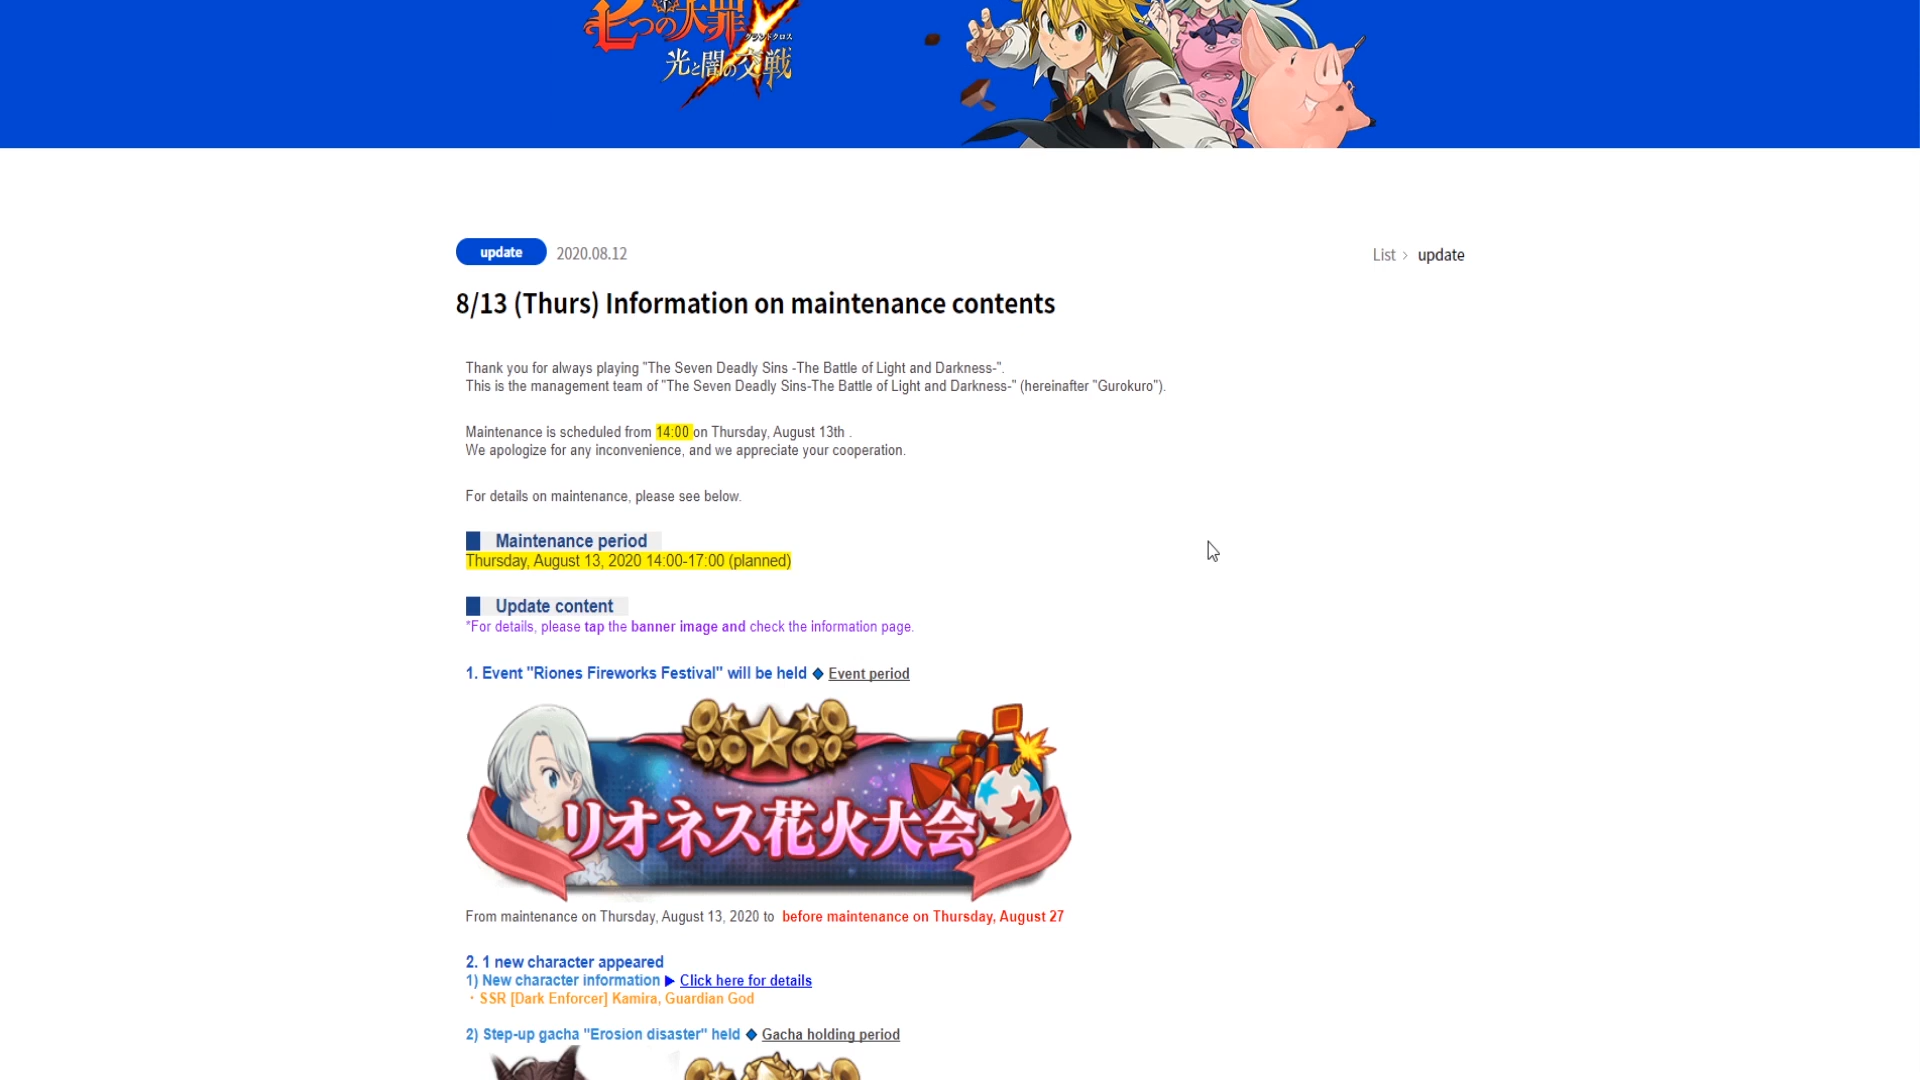 七つの大罪
グランドクロス
光と闇の交戦
update 2020.08.12
List > update
8/13 (Thurs) Information on maintenance contents
Thank you for always playing "The Seven Deadly Sins -The Battle of Light and Darkness-".
This is the management team of "The Seven Deadly Sins-The Battle of Light and Darkness-" (hereinafter "Gurokuro").
Maintenance is scheduled from 14:00 on Thursday, August 13th .
We apologize for any inconvenience, and we appreciate your cooperation.
For details on maintenance, please see below.
Maintenance period
Thursday, August 13, 2020 14:00-17:00 (planned)
Update content
*For details, please tap the banner image and check the information page.
1. Event "Riones Fireworks Festival" will be held ◆ Event period
リオネス花火大会
From maintenance on Thursday, August 13, 2020 to before maintenance on Thursday, August 27
2. 1 new character appeared
1) New character information ▶ Click here for details
・SSR [Dark Enforcer] Kamira, Guardian God
2) Step-up gacha "Erosion disaster" held ◆ Gacha holding period